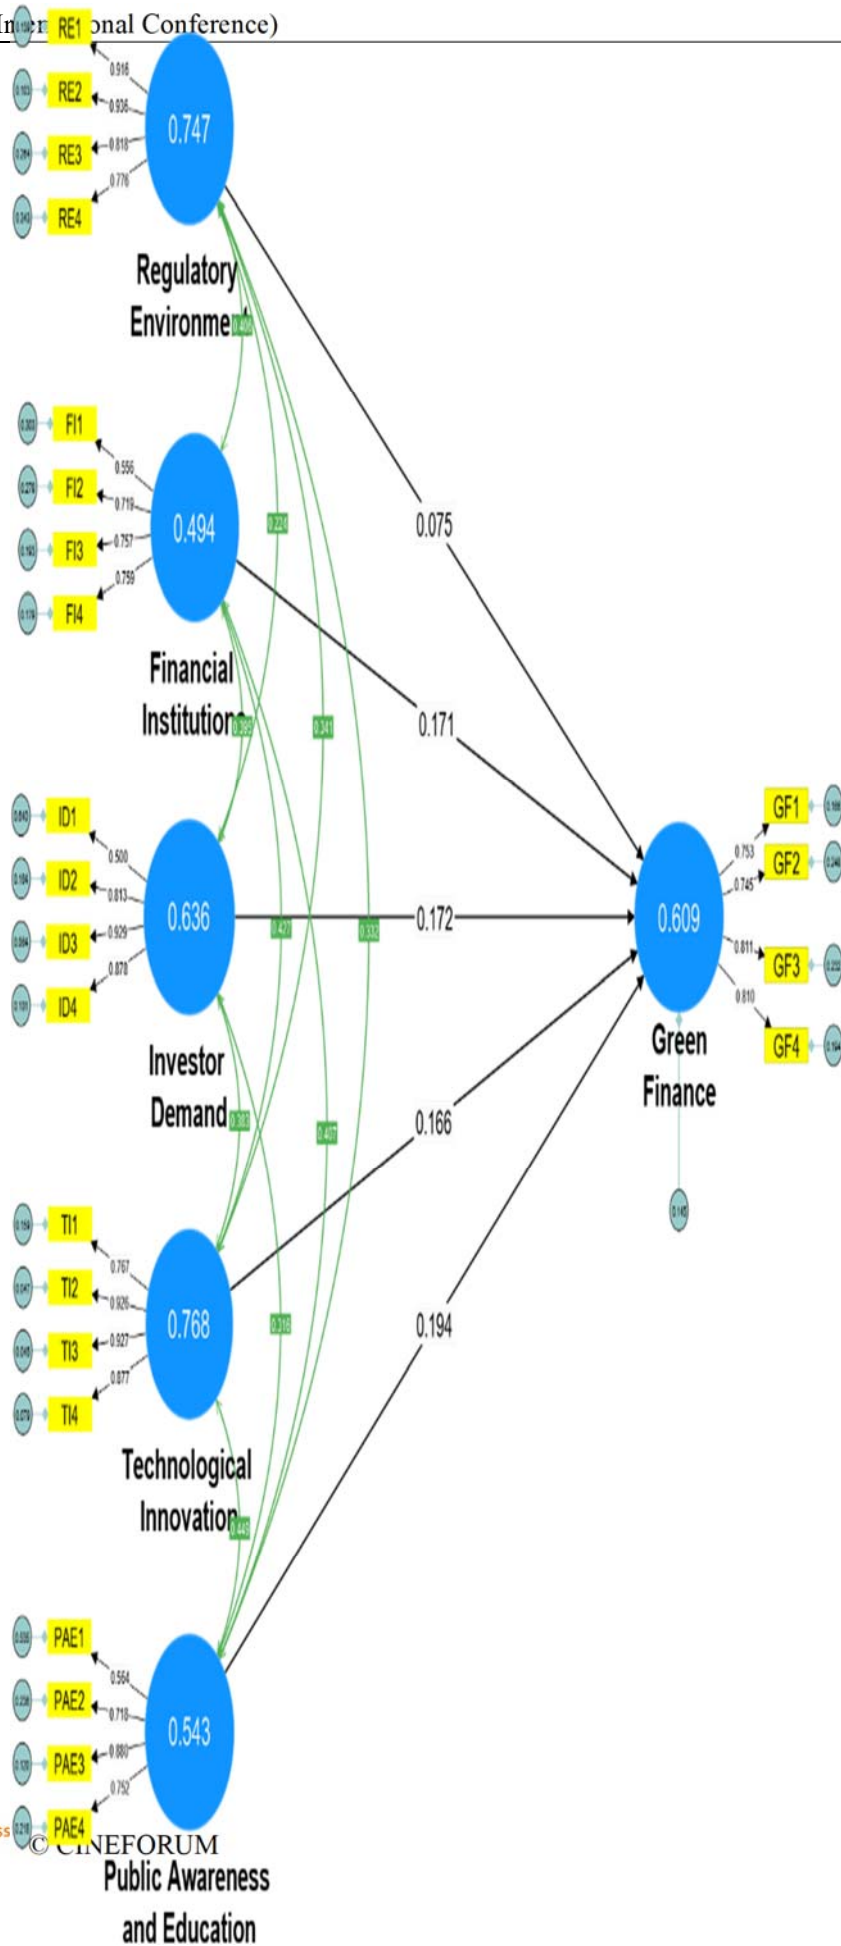 onal Conference)
RE1
0.916
RE2
0.936
RE3
0.818
RE4
0.776
0.747
Regulatory
Environment
0.406
0.075
FI1
0.556
FI2
0.719
FI3
0.757
FI4
0.759
0.494
0.224
Financial
Institutions
0.395
0.341
0.171
ID1
0.500
ID2
0.813
ID3
0.929
ID4
0.878
0.636
0.427
0.332
0.172
Investor
Demand
0.383
0.407
0.166
GF1
0.753
GF2
0.745
GF3
0.811
GF4
0.810
0.609
Green
Finance
TI1
0.767
TI2
0.926
TI3
0.927
TI4
0.877
0.768
0.316
0.194
Technological
Innovation
0.449
PAE1
0.564
PAE2
0.718
PAE3
0.880
PAE4
0.752
0.543
© CINEFORUM
Public Awareness
and Education